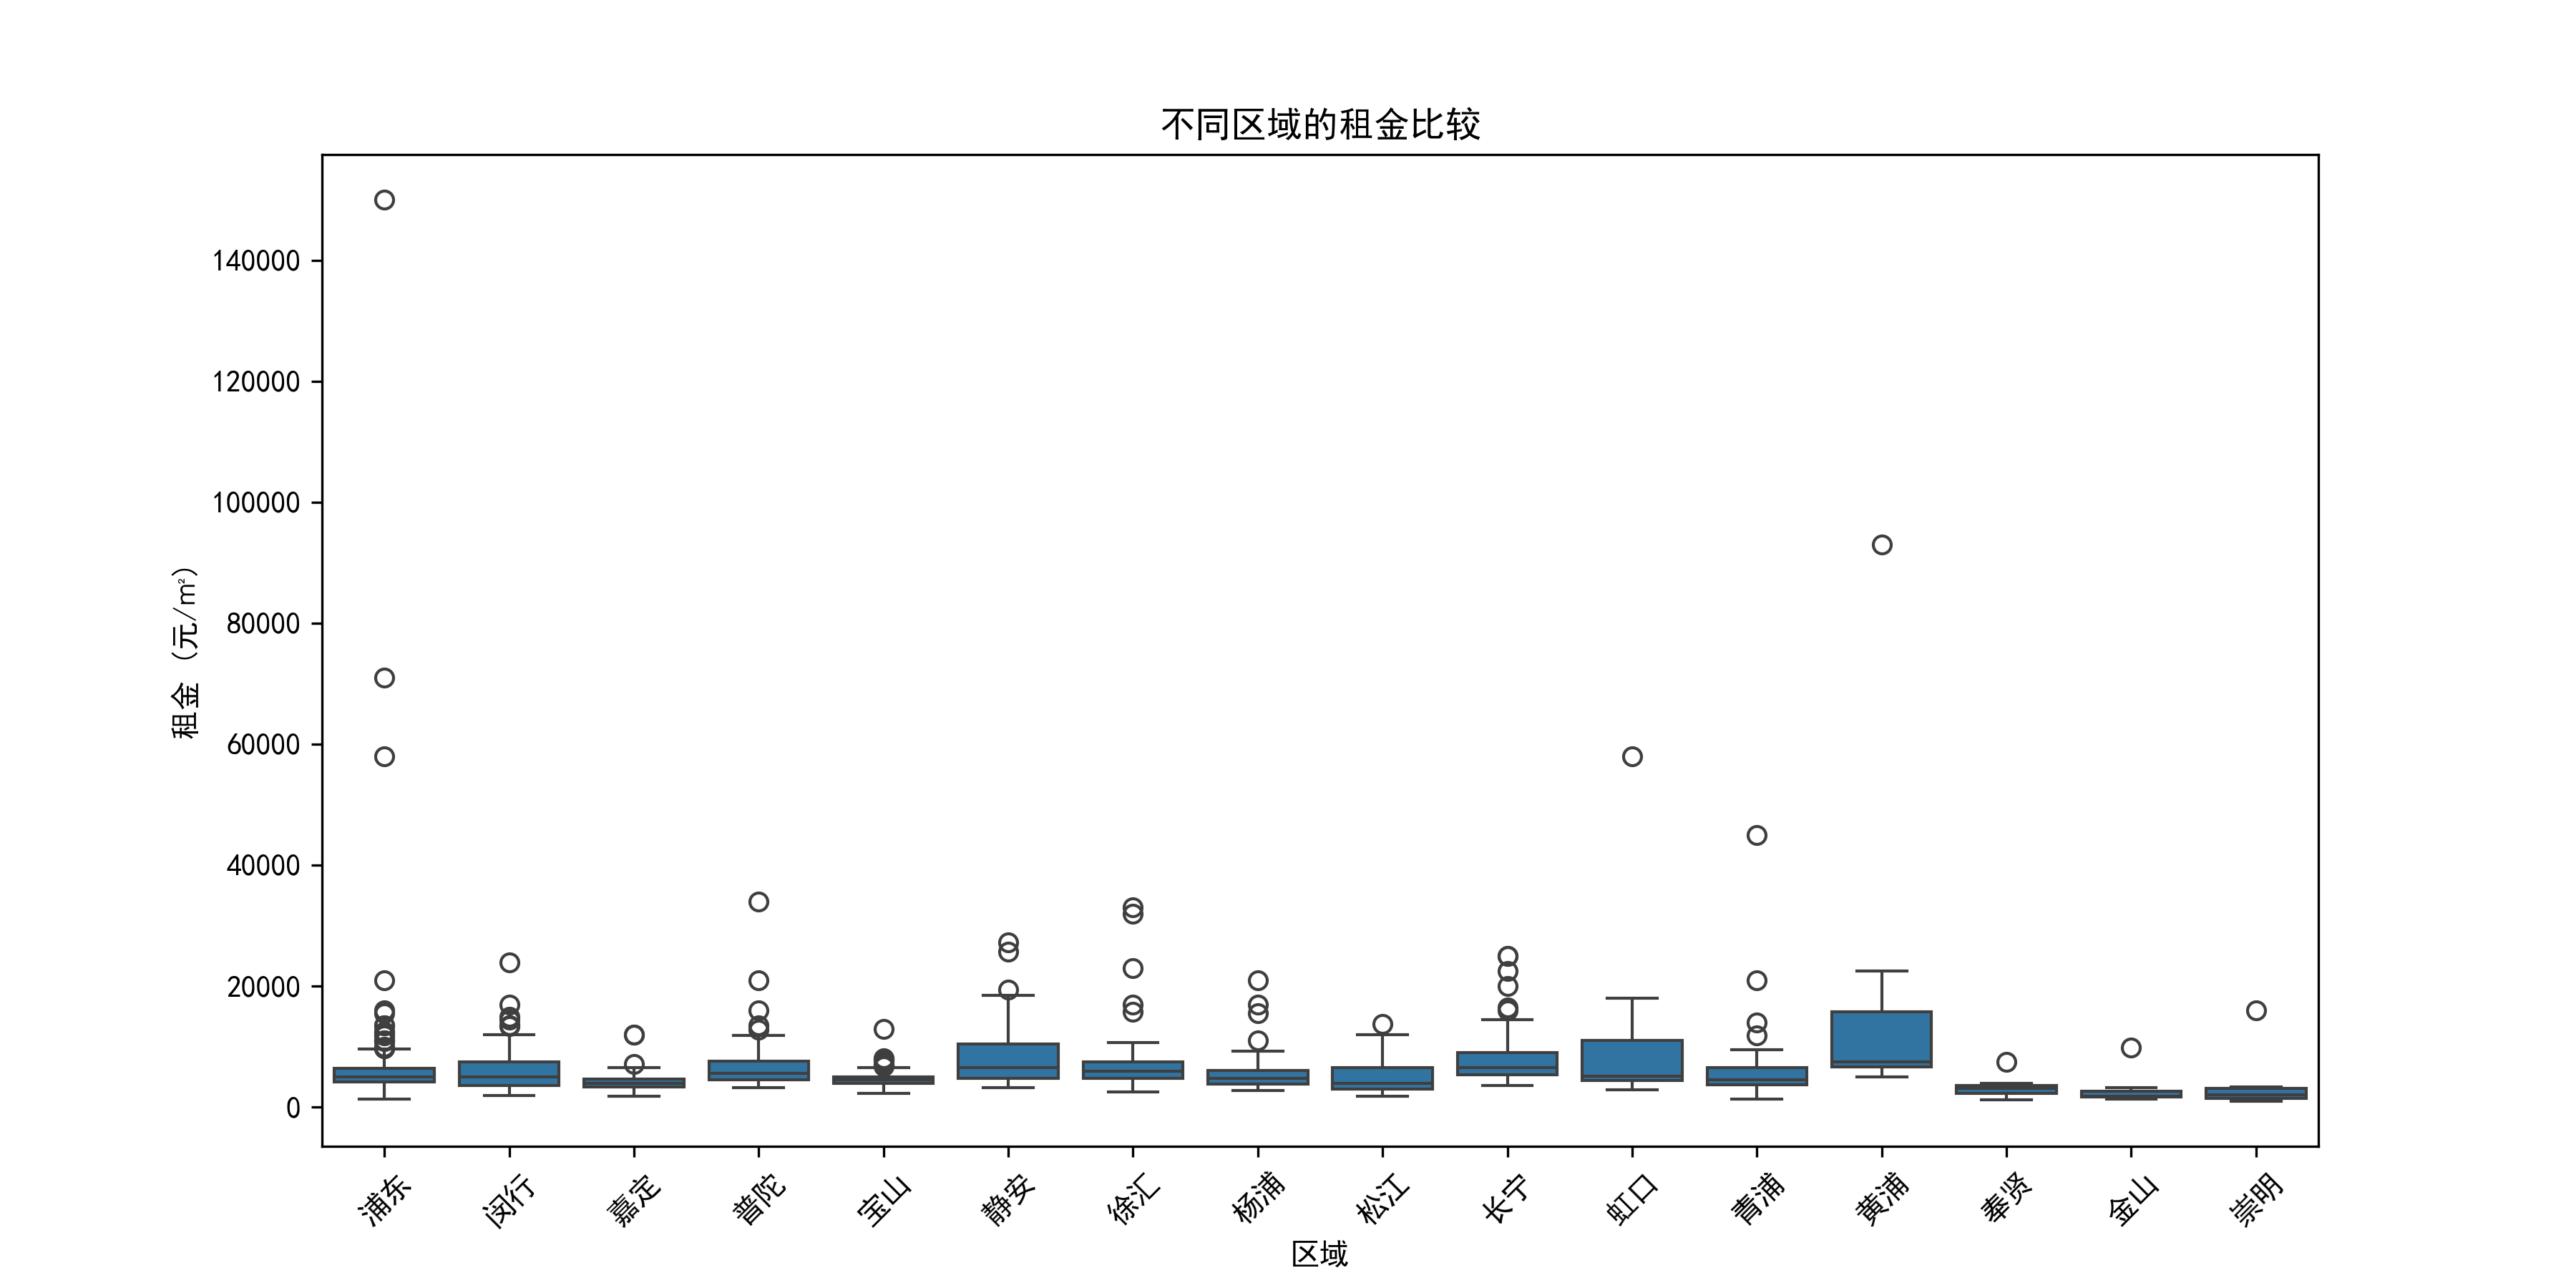 不同区域的租金比较
租金 (元/㎡)
140000
120000
100000
80000
60000
40000
20000
0
浦东
闵行
嘉定
普陀
宝山
静安
徐汇
杨浦
松江
长宁
虹口
青浦
黄浦
奉贤
金山
崇明
区域